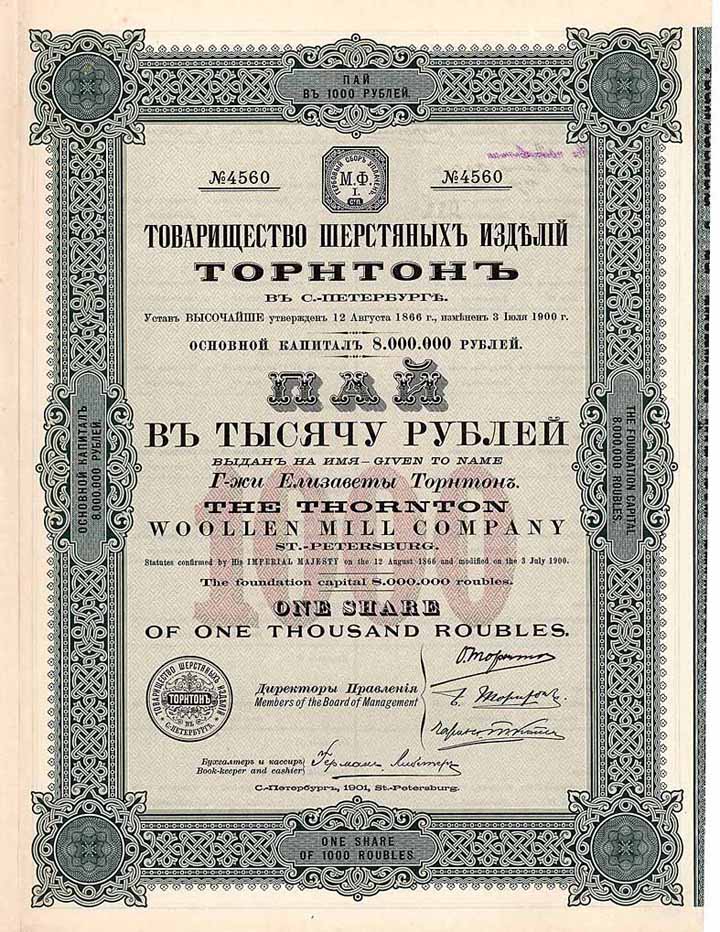 ПАЙ
ВЪ 1000 РУБЛЕЙ.
№4560
№4560
ГЕРБОВЫЙ СБОРЪ УПЛАЧЕНЪ
М.Ф.
I.
СПБ.
ТОВАРИЩЕСТВО ШЕРСТЯНЫХЪ ИЗДѢЛІЙ
ТОРНТОНЪ
ВЪ С.-ПЕТЕРБУРГѢ.
Уставъ ВЫСОЧАЙШЕ утвержденъ 12 Августа 1866 г., измѣненъ 3 Іюля 1900 г.
ОСНОВНОЙ КАПИТАЛЪ 8.000.000 РУБЛЕЙ.
ПАЙ
ВЪ ТЫСЯЧУ РУБЛЕЙ
ВЫДАНЪ НА ИМЯ – GIVEN TO NAME
Г-жи Елизаветы Торнтонъ.
1000
THE THORNTON
WOOLLEN MILL COMPANY
ST.-PETERSBURG.
Statutes confirmed by His IMPERIAL MAJESTY on the 12 August 1866 and modified on the 3 July 1900.
The foundation capital 8.000.000 roubles.
ONE SHARE
OF ONE THOUSAND ROUBLES.
ОСНОВНОЙ КАПИТАЛЪ
8.000.000 РУБЛЕЙ.
THE FOUNDATION CAPITAL
8.000.000 ROUBLES.
ТОВАРИЩЕСТВО ШЕРСТЯНЫХЪ ИЗДѢЛІЙ
ТОРНТОНЪ
ВЪ
С.-ПЕТЕРБУРГѢ.
Директоры Правленія
Members of the Board of Management
Бухгалтеръ и кассиръ
Book-keeper and cashier
С.-Петербургъ, 1901, St.-Petersburg.
ONE SHARE
OF 1000 ROUBLES